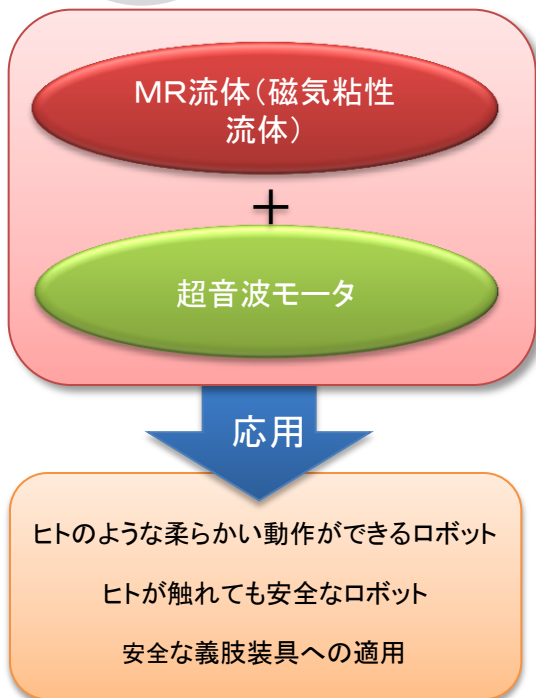 MR流体（磁気粘性
流体）
＋
超音波モータ
応用
ヒトのような柔らかい動作ができるロボット
ヒトが触れても安全なロボット
安全な義肢装具への適用